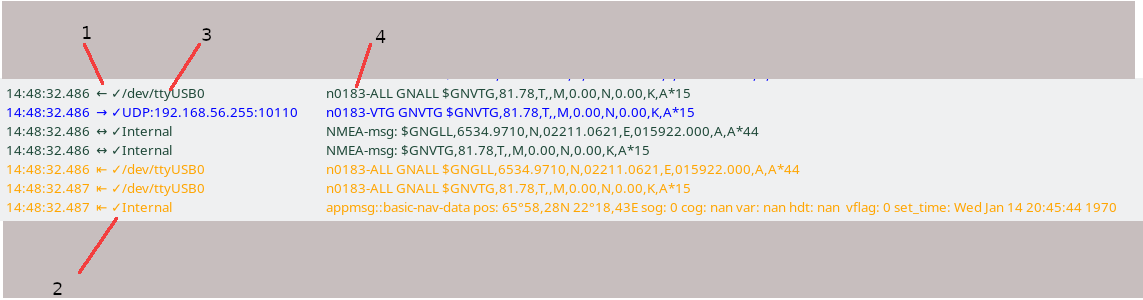 1
3
4
14:48:32.486 ← ✓/dev/ttyUSB0 n0183-ALL GNALL $GNVTG,81.78,T,,M,0.00,N,0.00,K,A*15
14:48:32.486 → ✓UDP:192.168.56.255:10110 n0183-VTG GNVTG $GNVTG,81.78,T,,M,0.00,N,0.00,K,A*15
14:48:32.486 ↔ ✓Internal NMEA-msg: $GNGLL,6534.9710,N,02211.0621,E,015922.000,A,A*44
14:48:32.486 ↔ ✓Internal NMEA-msg: $GNVTG,81.78,T,,M,0.00,N,0.00,K,A*15
14:48:32.486 ⇤ ✓/dev/ttyUSB0 n0183-ALL GNALL $GNGLL,6534.9710,N,02211.0621,E,015922.000,A,A*44
14:48:32.487 ⇤ ✓/dev/ttyUSB0 n0183-ALL GNALL $GNVTG,81.78,T,,M,0.00,N,0.00,K,A*15
14:48:32.487 ⇤ ✓Internal appmsg::basic-nav-data pos: 65°58,28N 22°18,43E sog: 0 cog: nan var: nan hdt: nan  vflag: 0 set_time: Wed Jan 14 20:45:44 1970
2